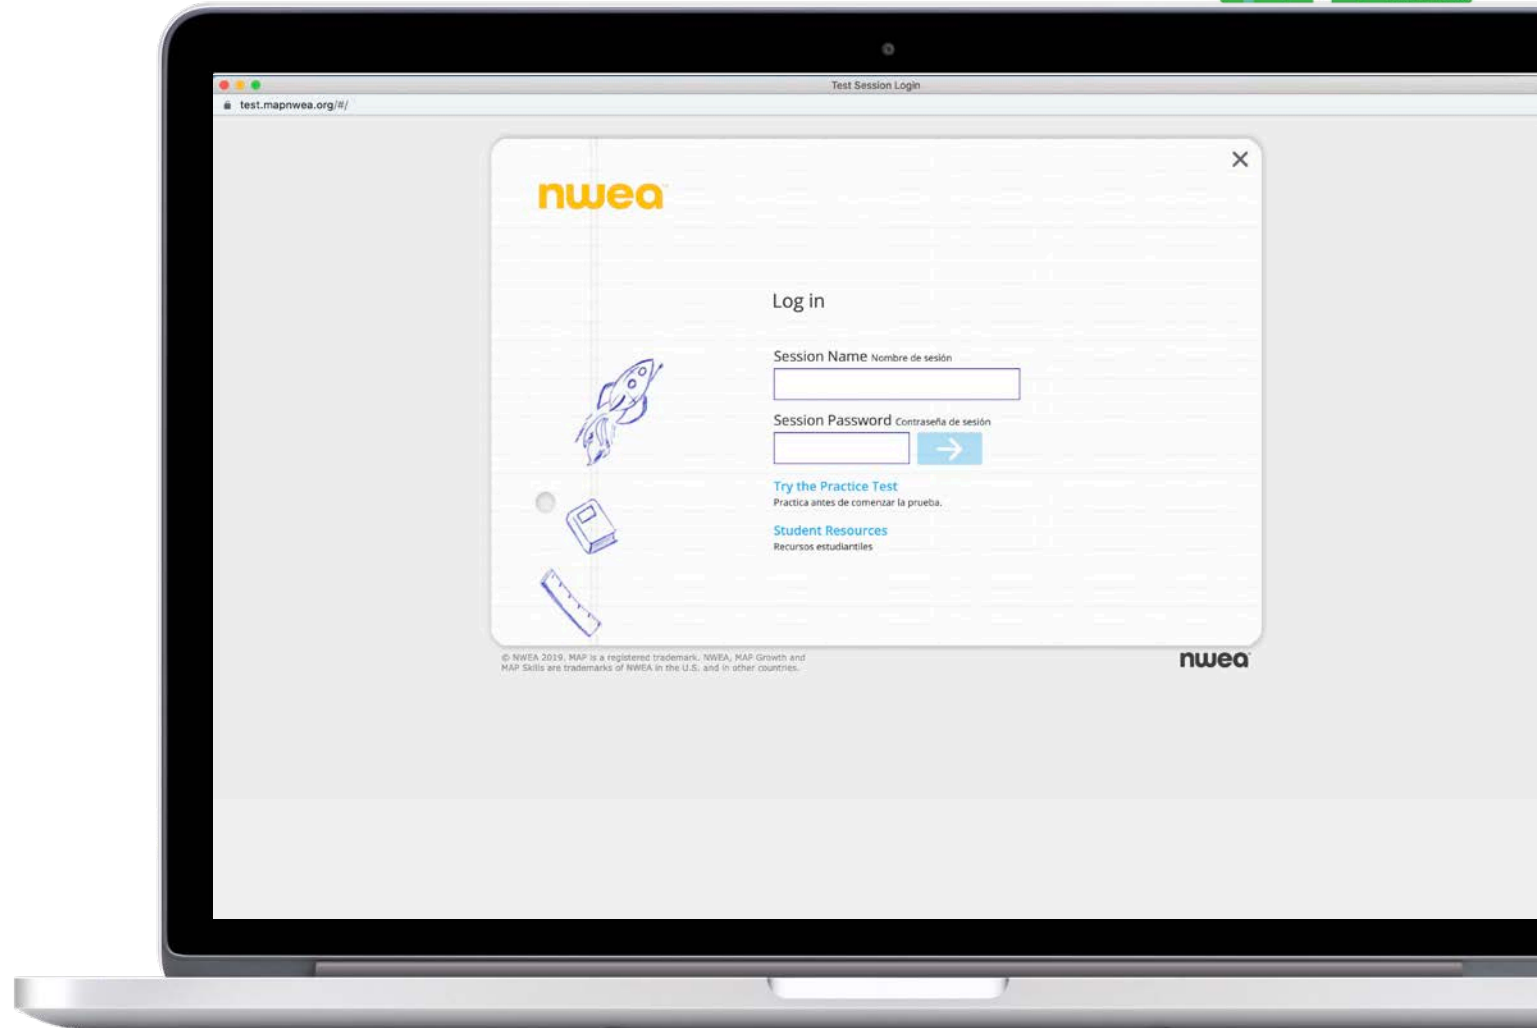 Test Session Login
test.mapnwea.org/#/
nwea
Log in
Session Name Nombre de sesión
Session Password Contraseña de sesión
Try the Practice Test
Practica antes de comenzar la prueba.
Student Resources
Recursos estudiantiles
© NWEA 2019. MAP is a registered trademark. NWEA, MAP Growth and
MAP Skills are trademarks of NWEA in the U.S. and in other countries.
nwea